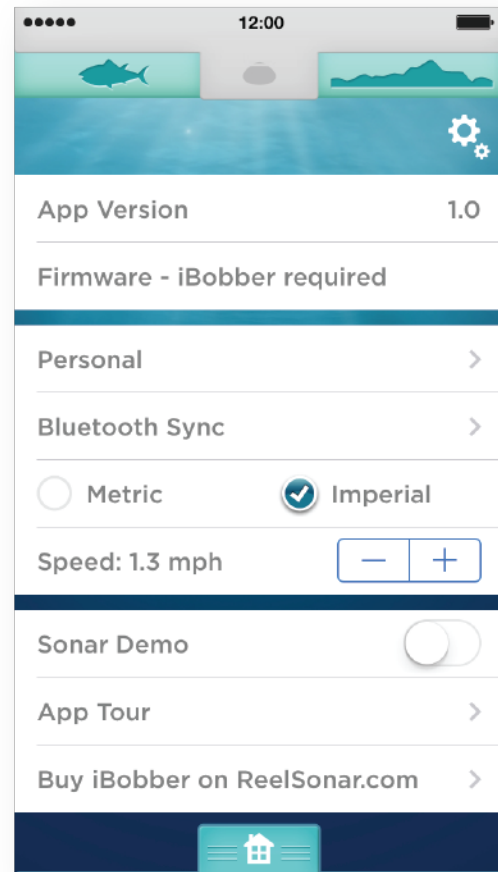 12:00
App Version 1.0
Firmware - iBobber required
Personal
Bluetooth Sync
Metric Imperial
Speed: 1.3 mph
Sonar Demo
App Tour
Buy iBobber on ReelSonar.com